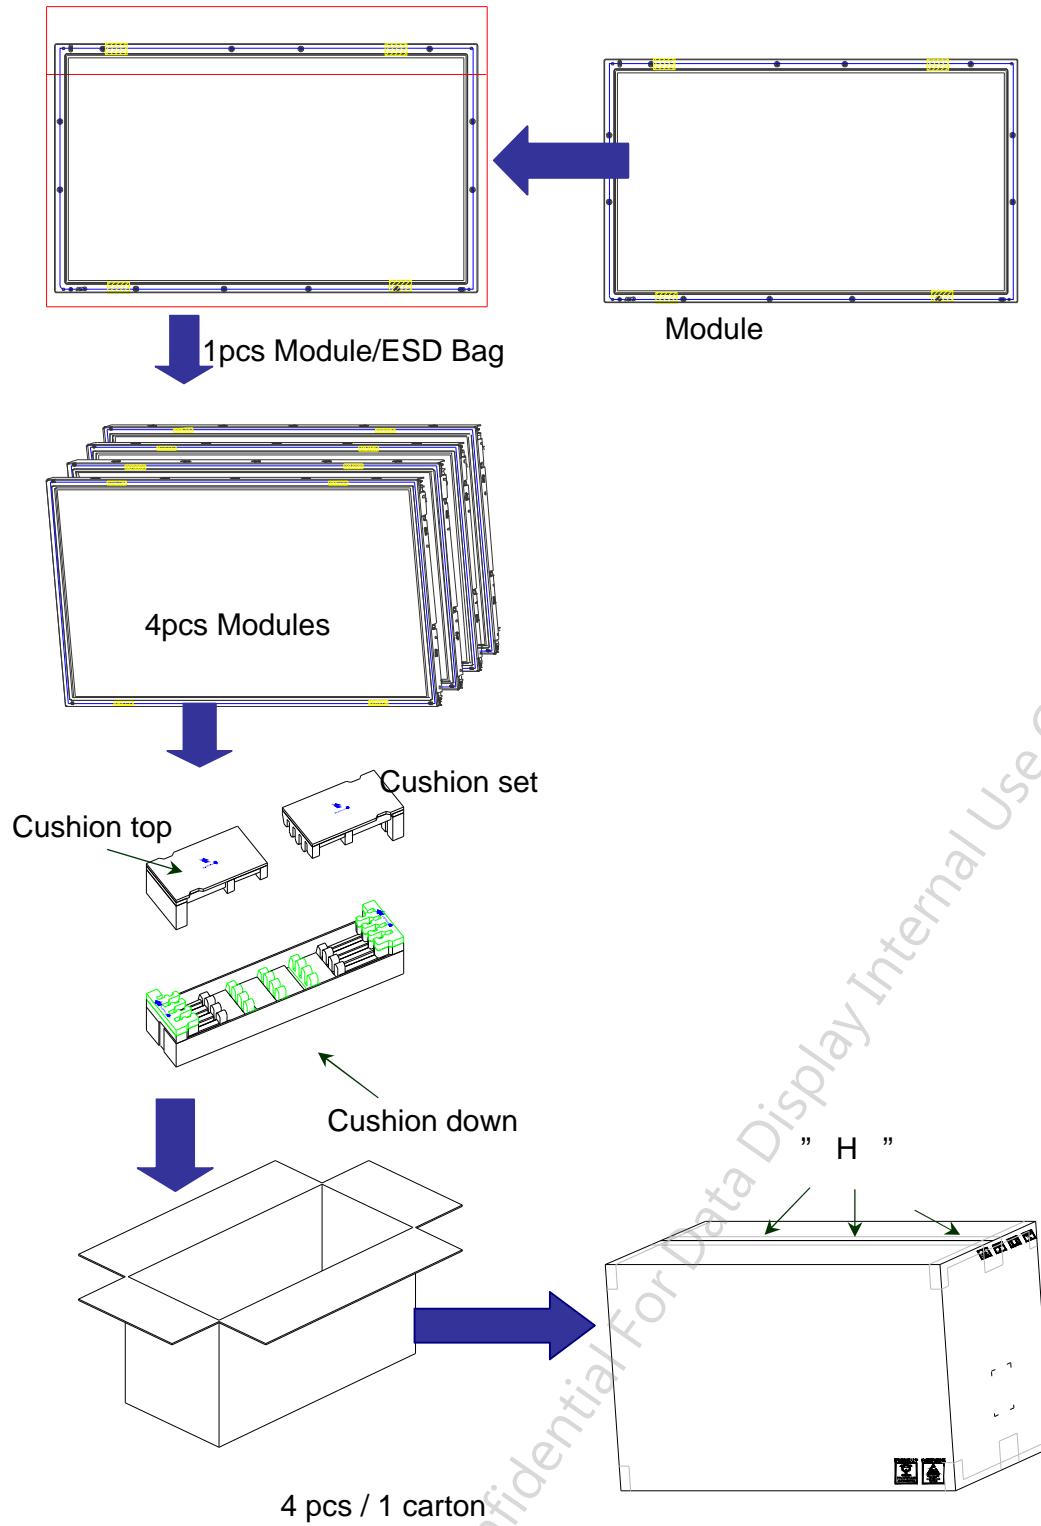 Module
1pcs Module/ESD Bag
4pcs Modules
Cushion set
Cushion top
Cushion down
” H ”
4 pcs / 1 carton
For Data Display Internal Use